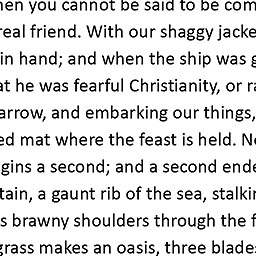 hen you cannot be said to be com
real friend. With our shaggy jacke
in hand; and when the ship was g
at he was fearful Christianity, or ra
arrow, and embarking our things,
ed mat where the feast is held. Ne
gins a second; and a second ende
tain, a gaunt rib of the sea, stalki
s brawny shoulders through the f
grass makes an oasis, three blades